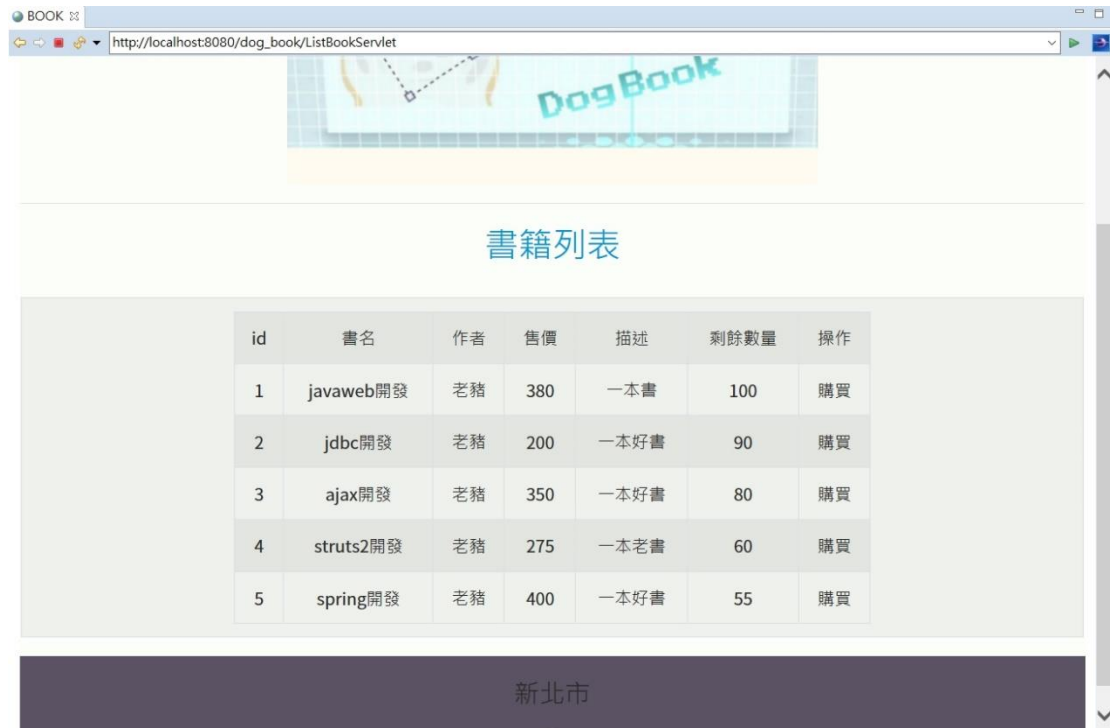 BOOK
http://localhost:8080/dog_book/ListBookServlet
DogBook
書籍列表
id 書名 作者 售價 描述 剩餘數量 操作
1 javaweb開發 老豬 380 一本書 100 購買
2 jdbc開發 老豬 200 一本好書 90 購買
3 ajax開發 老豬 350 一本好書 80 購買
4 struts2開發 老豬 275 一本老書 60 購買
5 spring開發 老豬 400 一本好書 55 購買
新北市